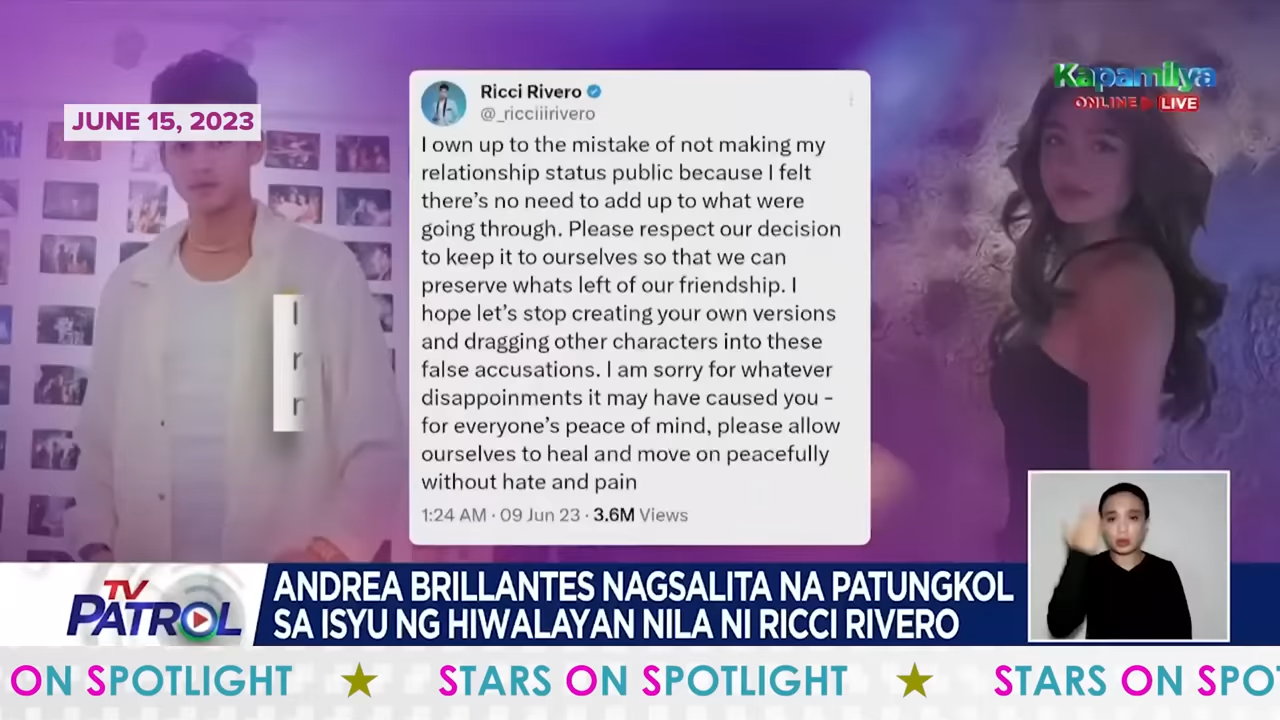 JUNE 15, 2023
Kapamilya
ONLINE LIVE
Ricci Rivero
@_ricciiirivero
I own up to the mistake of not making my
relationship status public because I felt
there's no need to add up to what were
going through. Please respect our decision
to keep it to ourselves so that we can
preserve whats left of our friendship. I
hope let's stop creating your own versions
and dragging other characters into these
false accusations. I am sorry for whatever
disappoinments it may have caused you -
for everyone's peace of mind, please allow
ourselves to heal and move on peacefully
without hate and pain
1:24 AM · 09 Jun 23 · 3.6M Views
TV
PATROL
ANDREA BRILLANTES NAGSALITA NA PATUNGKOL
SA ISYU NG HIWALAYAN NILA NI RICCI RIVERO
ON SPOTLIGHT ★ STARS ON SPOTLIGHT ★ STARS ON SPO